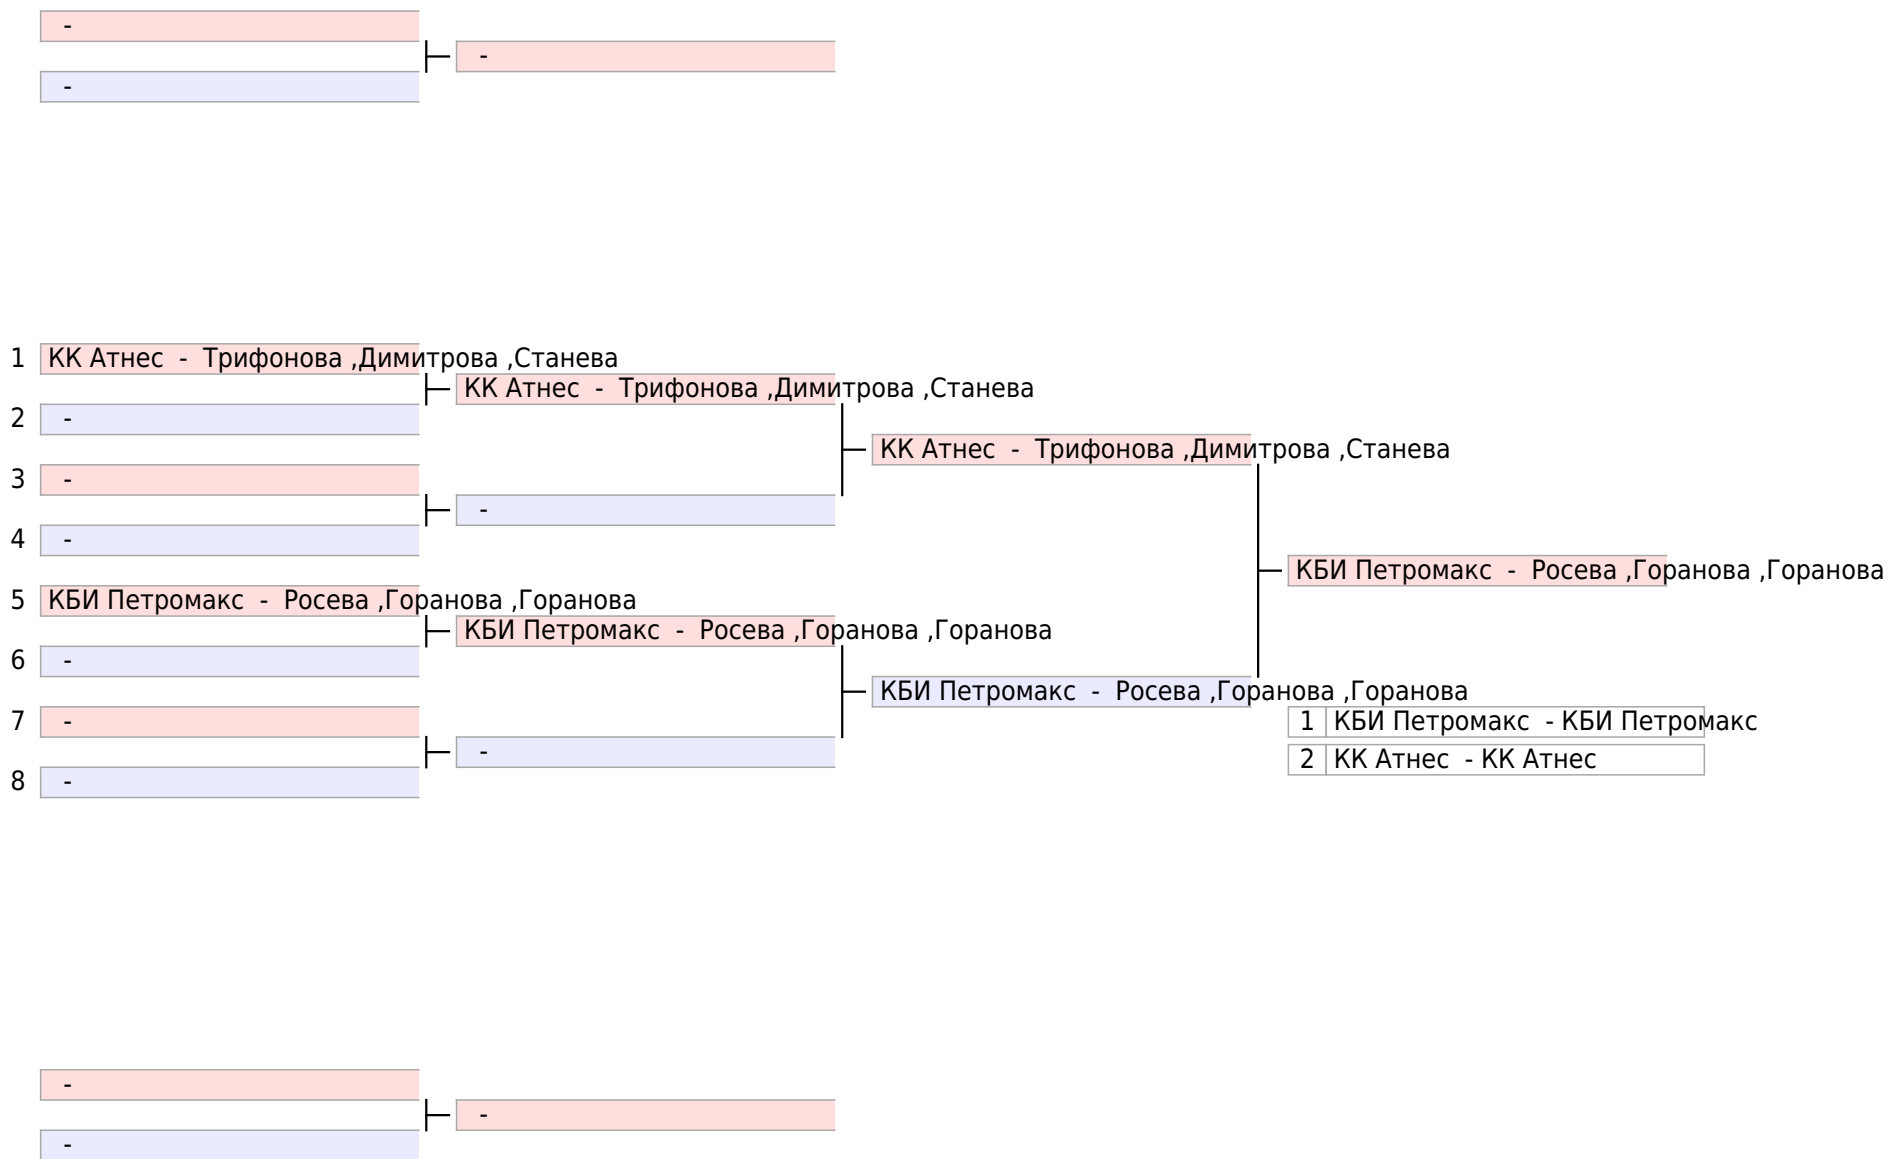 -
-
-
1 КК Атнес - Трифонова ,Димитрова ,Станева
КК Атнес - Трифонова ,Димитрова ,Станева
2 -
КК Атнес - Трифонова ,Димитрова ,Станева
3 -
-
4 -
КБИ Петромакс - Росева ,Горанова ,Горанова
5 КБИ Петромакс - Росева ,Горанова ,Горанова
КБИ Петромакс - Росева ,Горанова ,Горанова
6 -
КБИ Петромакс - Росева ,Горанова ,Горанова
7 -
1 КБИ Петромакс - КБИ Петромакс
-
2 КК Атнес - КК Атнес
8 -
-
-
-